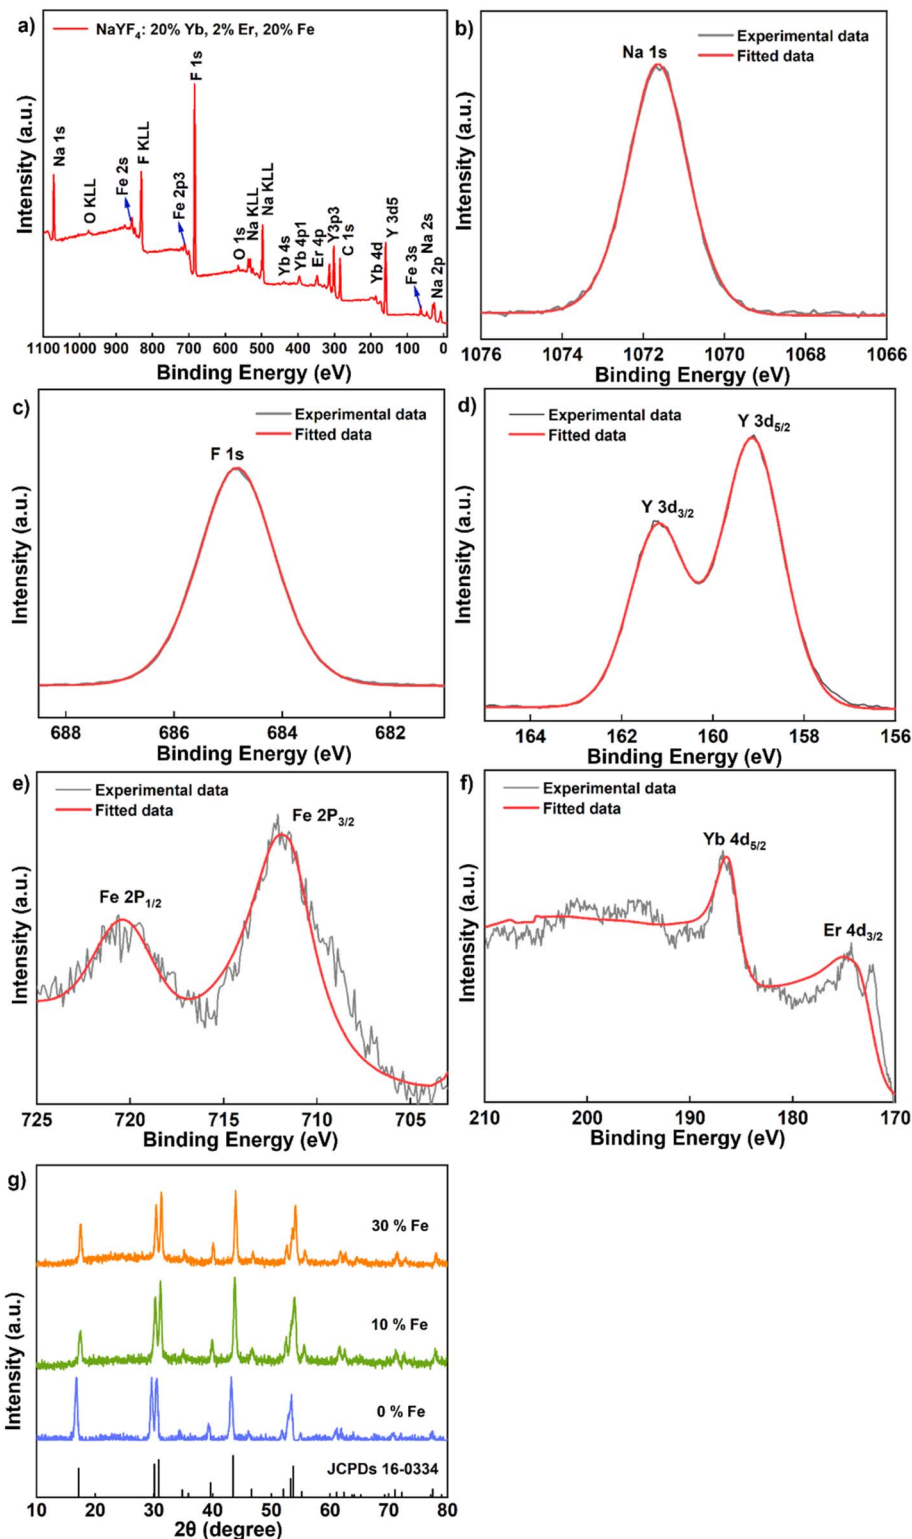 a)
NaYF4: 20% Yb, 2% Er, 20% Fe
Na 1s
O KLL
Fe 2s
F KLL
Fe 2p3
F 1s
O 1s
Na KLL
Na KLL
Yb 4s
Yb 4p1
Er 4p
Y3p3
C 1s
Yb 4d
Y 3d5
Fe 3s
Na 2s
Na 2p
Intensity (a.u.)
1100 1000 900 800 700 600 500 400 300 200 100 0
Binding Energy (eV)
b)
Experimental data
Fitted data
Na 1s
Intensity (a.u.)
1076 1074 1072 1070 1068 1066
Binding Energy (eV)
c)
Experimental data
Fitted data
F 1s
Intensity (a.u.)
688 686 684 682
Binding Energy (eV)
d)
Experimental data
Fitted data
Y 3d5/2
Y 3d3/2
Intensity (a.u.)
164 162 160 158 156
Binding Energy (eV)
e)
Experimental data
Fitted data
Fe 2P3/2
Fe 2P1/2
Intensity (a.u.)
725 720 715 710 705
Binding Energy (eV)
f)
Experimental data
Fitted data
Yb 4d5/2
Er 4d3/2
Intensity (a.u.)
210 200 190 180 170
Binding Energy (eV)
g)
30 % Fe
10 % Fe
0 % Fe
JCPDs 16-0334
Intensity (a.u.)
10 20 30 40 50 60 70 80
2θ (degree)